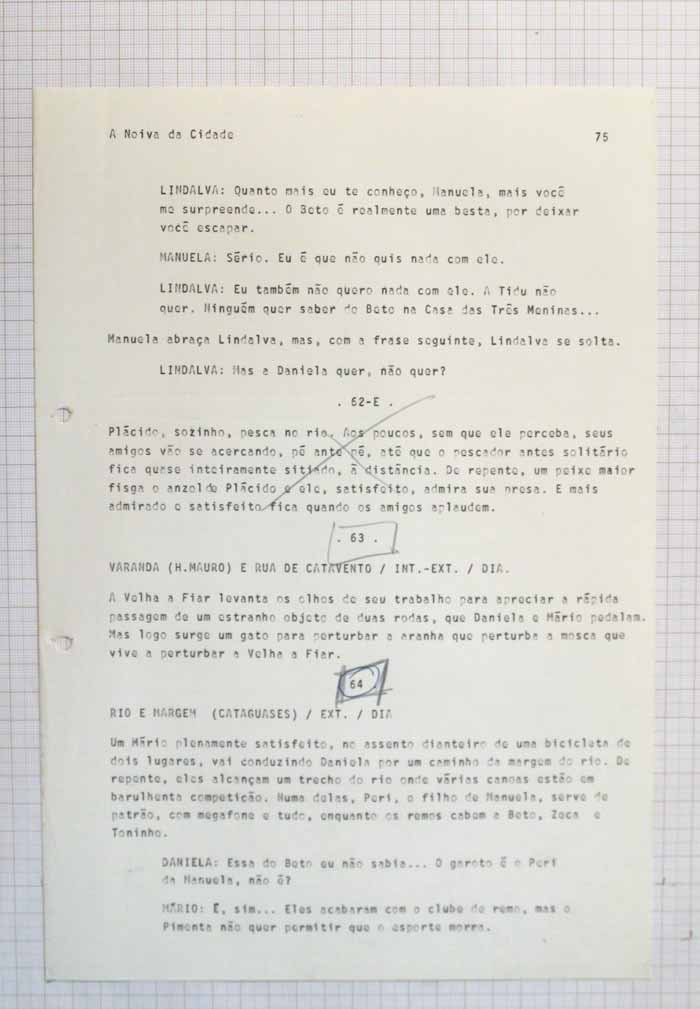 A Noiva da Cidade
75
LINDALVA: Quanto mais eu te conheço, Manuela, mais você
me surpreende... O Beto é realmente uma besta, por deixar
você escapar.
MANUELA: Sério. Eu é que não quis nada com ele.
LINDALVA: Eu também não quero nada com ele. A Tidu não
quer. Ninguém quer saber do Beto na Casa das Três Meninas...
Manuela abraça Lindalva, mas, com a frase seguinte, Lindalva se solta.
LINDALVA: Mas a Daniela quer, não quer?
. 62-E .
Plácido, sozinho, pesca no rio. Aos poucos, sem que ele perceba, seus
amigos vão se acercando, pé ante pé, até que o pescador antes solitário
fica quase inteiramente sitiado, à distância. De repente, um peixe maior
fisga o anzol de Plácido e ele, satisfeito, admira sua presa. E mais
admirado e satisfeito fica quando os amigos aplaudem.
. 63 .
VARANDA (H.MAURO) E RUA DE CATAVENTO / INT.-EXT. / DIA.
A Velha a Fiar levanta os olhos de seu trabalho para apreciar a rápida
passagem de um estranho objeto de duas rodas, que Daniela e Mário pedalam.
Mas logo surge um gato para perturbar a aranha que perturba a mosca que
vive a perturbar a Velha a Fiar.
64 .
RIO E MARGEM (CATAGUASES) / EXT. / DIA
Um Mário plenamente satisfeito, no assento dianteiro de uma bicicleta de
dois lugares, vai conduzindo Daniela por um caminho da margem do rio. De
repente, eles alcançam um trecho do rio onde várias canoas estão em
barulhenta competição. Numa delas, Peri, o filho de Manuela, serve de
patrão, com megafone e tudo, enquanto os remos cabem a Beto, Zeca e
Toninho.
DANIELA: Essa do Beto eu não sabia... O garoto é o Peri
da Manuela, não é?
MÁRIO: É, sim... Eles acabaram com o clube de remo, mas o
Pimenta não quer permitir que o esporte morra.